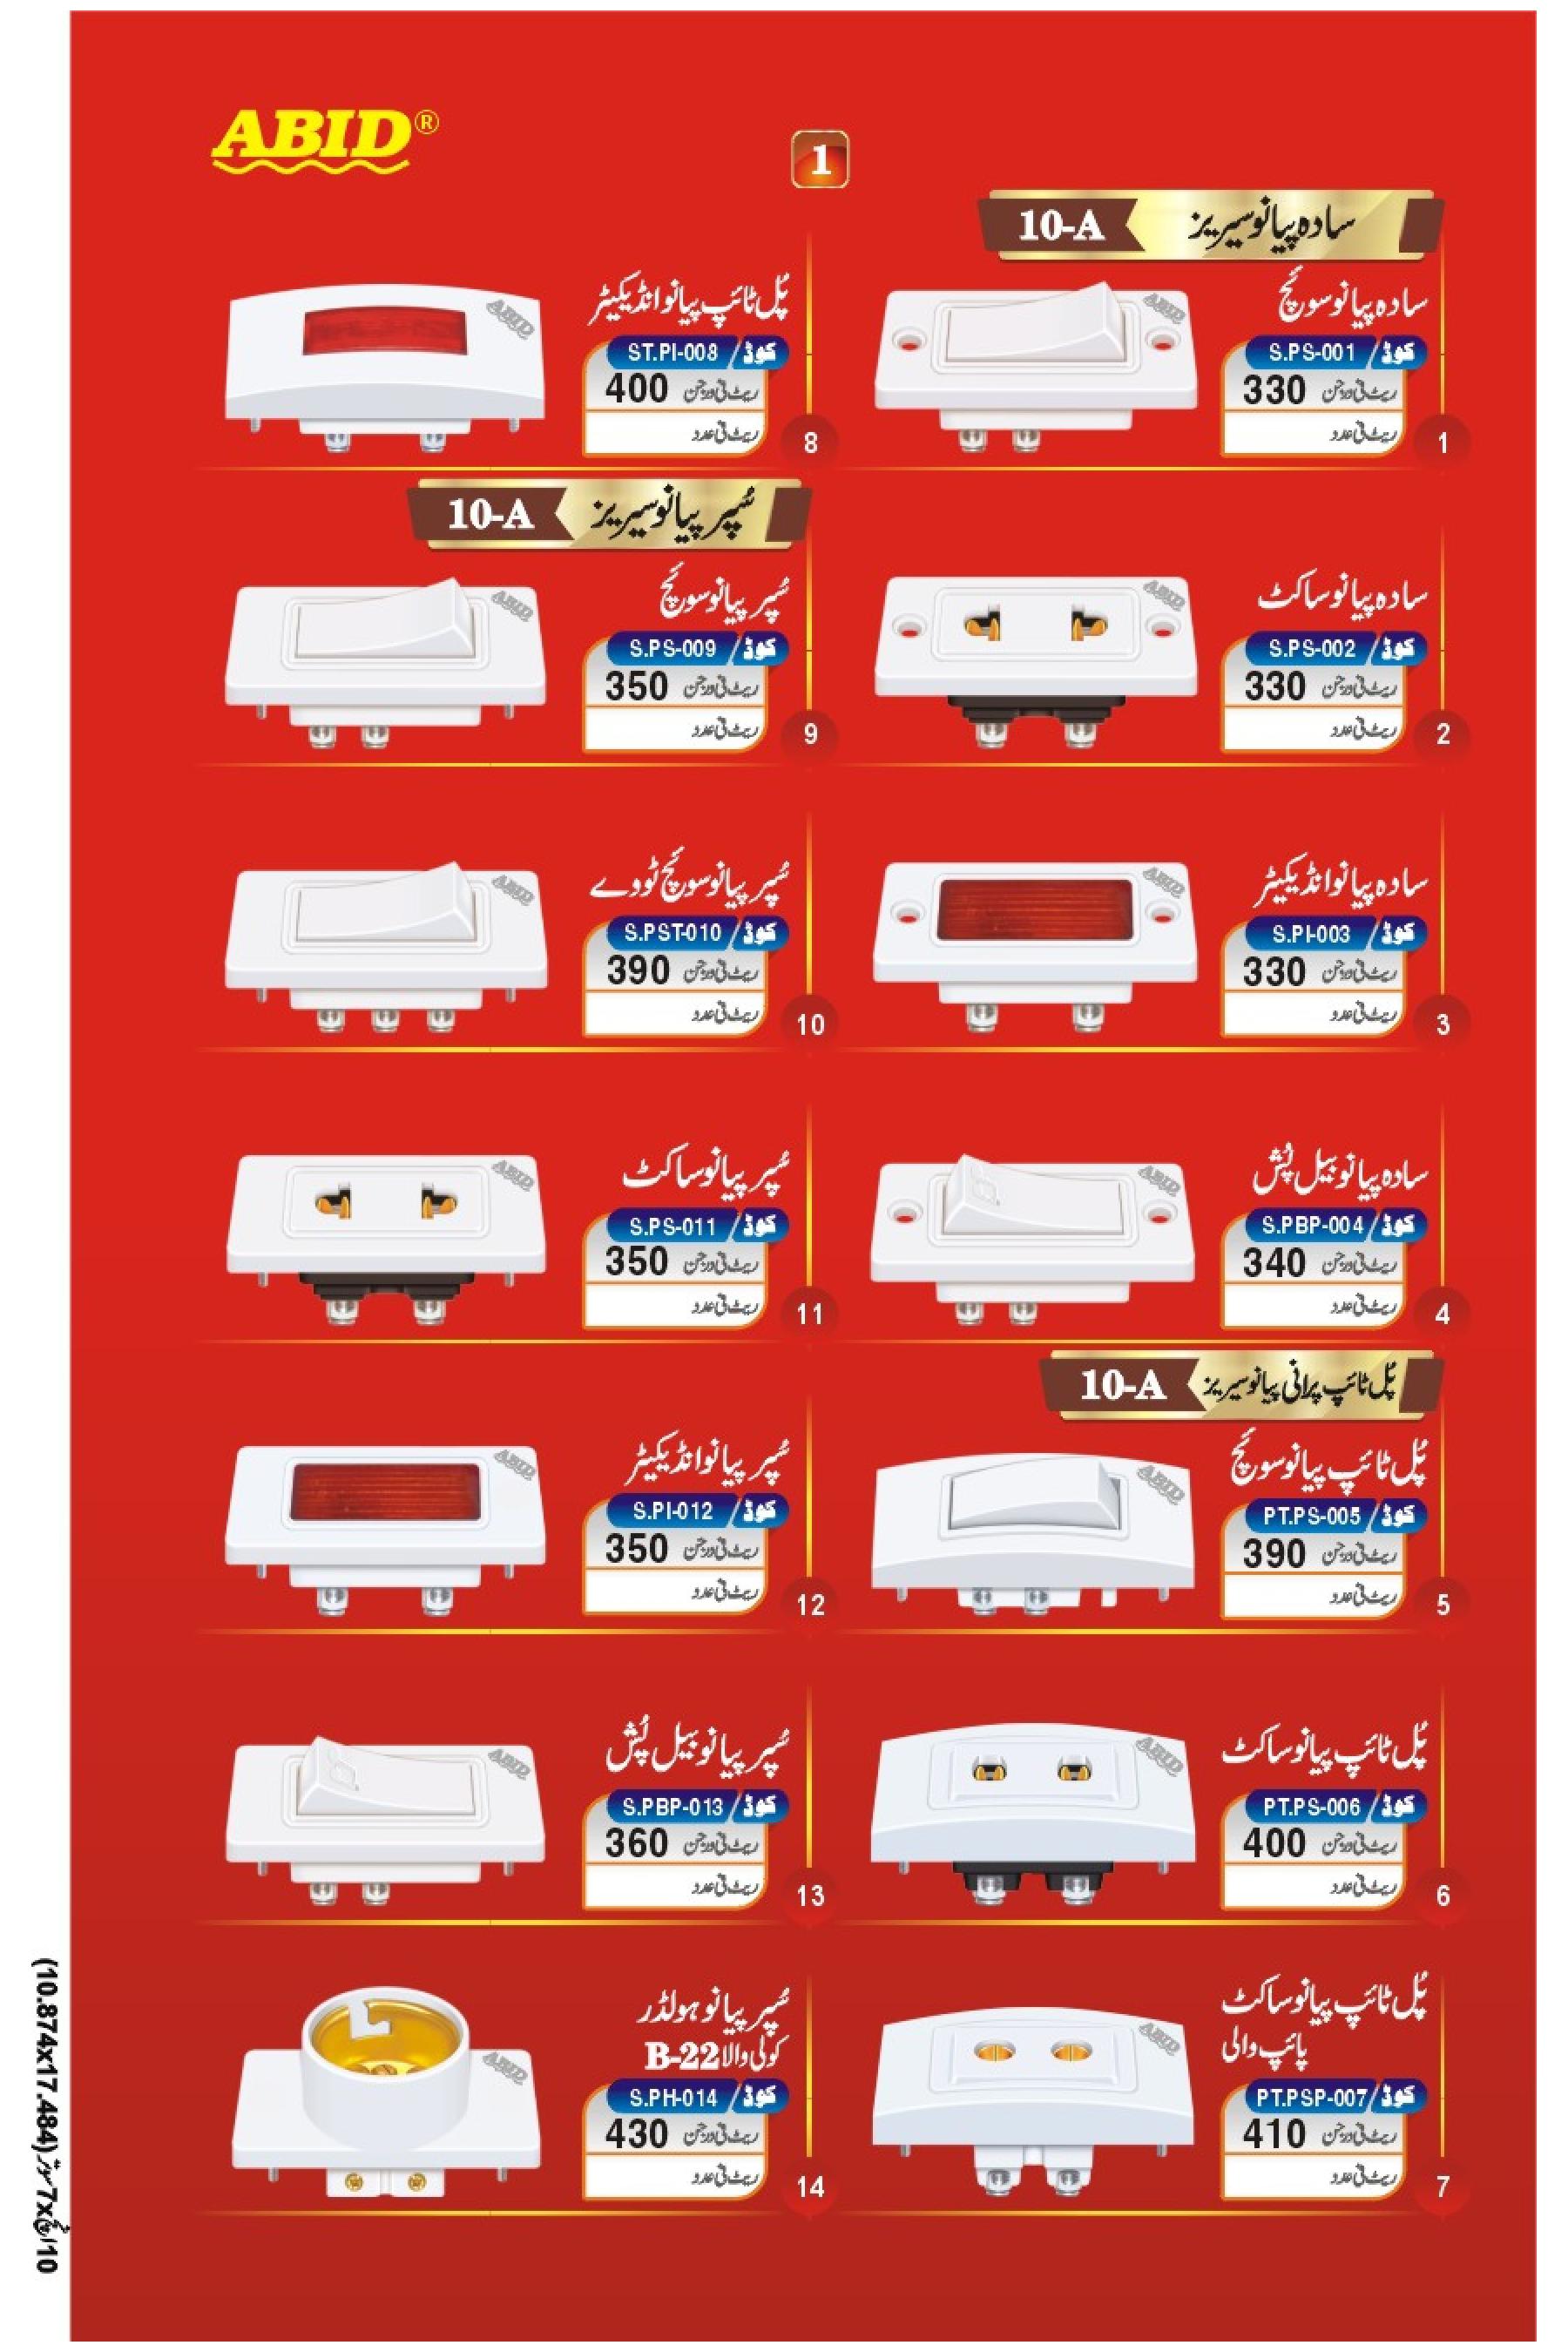 ABID®
1
سادہ پیانو سیریز 10-A
سادہ پیانو سوئچ
کوڈ / S.PS-001
ریٹ فی درجن 330
ریٹ فی عدد
1
سادہ پیانو ساکٹ
کوڈ / S.PS-002
ریٹ فی درجن 330
ریٹ فی عدد
2
سادہ پیانو انڈیکیٹر
کوڈ / S.PI-003
ریٹ فی درجن 330
ریٹ فی عدد
3
سادہ پیانو بیل پُش
کوڈ / S.PBP-004
ریٹ فی درجن 340
ریٹ فی عدد
4
پُل ٹائپ پرانی پیانو سیریز 10-A
پُل ٹائپ پیانو سوئچ
کوڈ / PT.PS-005
ریٹ فی درجن 390
ریٹ فی عدد
5
پُل ٹائپ پیانو ساکٹ
کوڈ / PT.PS-006
ریٹ فی درجن 400
ریٹ فی عدد
6
پُل ٹائپ پیانو ساکٹ
پائپ والی
کوڈ / PT.PSP-007
ریٹ فی درجن 410
ریٹ فی عدد
7
پُل ٹائپ پیانو انڈیکیٹر
کوڈ / ST.PI-008
ریٹ فی درجن 400
ریٹ فی عدد
8
سُپر پیانو سیریز 10-A
سُپر پیانو سوئچ
کوڈ / S.PS-009
ریٹ فی درجن 350
ریٹ فی عدد
9
سُپر پیانو سوئچ ٹو وے
کوڈ / S.PST-010
ریٹ فی درجن 390
ریٹ فی عدد
10
سُپر پیانو ساکٹ
کوڈ / S.PS-011
ریٹ فی درجن 350
ریٹ فی عدد
11
سُپر پیانو انڈیکیٹر
کوڈ / S.PI-012
ریٹ فی درجن 350
ریٹ فی عدد
12
سُپر پیانو بیل پُش
کوڈ / S.PBP-013
ریٹ فی درجن 360
ریٹ فی عدد
13
سُپر پیانو ہولڈر
کولی والا B-22
کوڈ / S.PH-014
ریٹ فی درجن 430
ریٹ فی عدد
14
10 انچ x 7 سوتر (10.874x17.484)